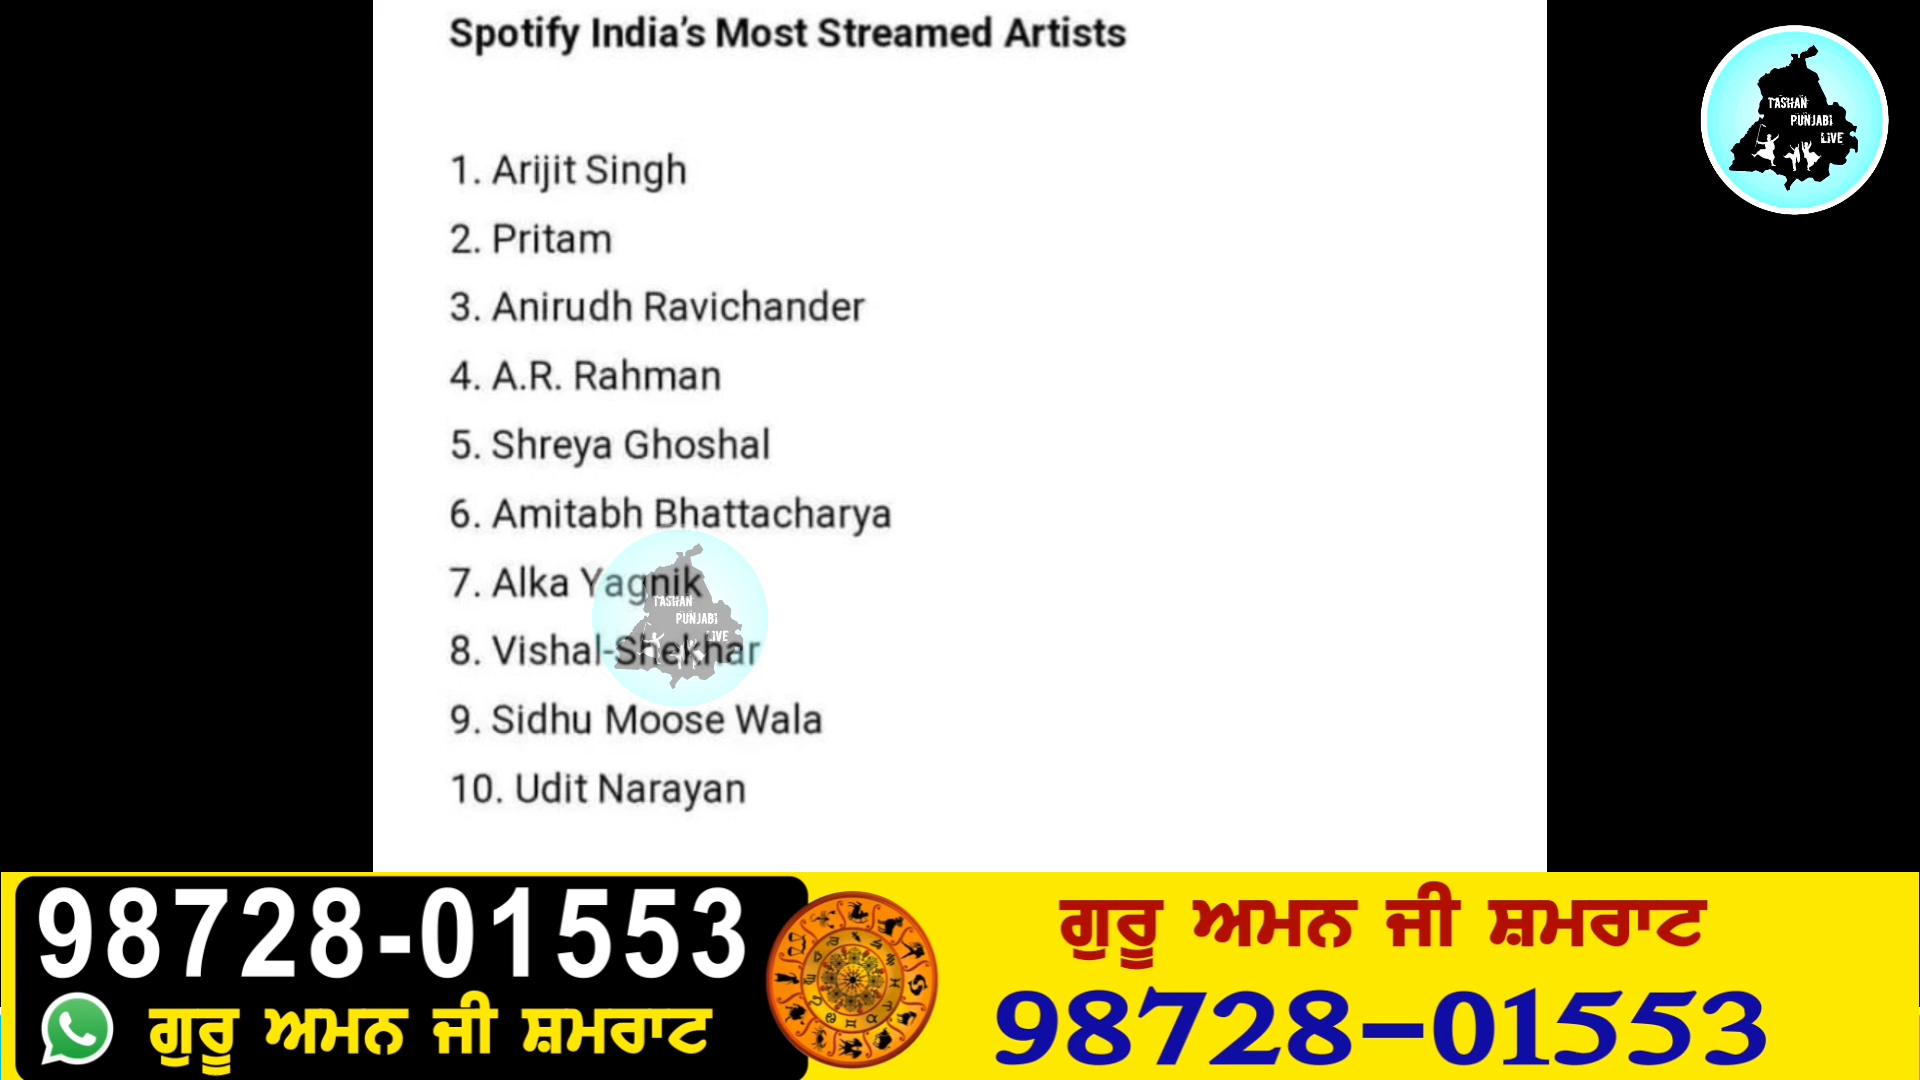 Spotify India’s Most Streamed Artists
1. Arijit Singh
2. Pritam
3. Anirudh Ravichander
4. A.R. Rahman
5. Shreya Ghoshal
6. Amitabh Bhattacharya
7. Alka Yagnik
8. Vishal-Shekhar
9. Sidhu Moose Wala
10. Udit Narayan
TASHAN
PUNJABI
LIVE
TASHAN
PUNJABI
LIVE
98728-01553
ਗੁਰੂ ਅਮਨ ਜੀ ਸ਼ਮਰਾਟ
ਗੁਰੂ ਅਮਨ ਜੀ ਸ਼ਮਰਾਟ
98728-01553